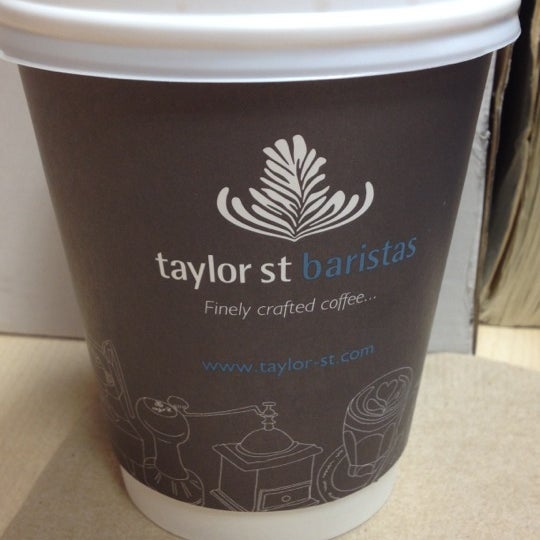 taylor st baristas
Finely crafted coffee...
www.taylor-st.com